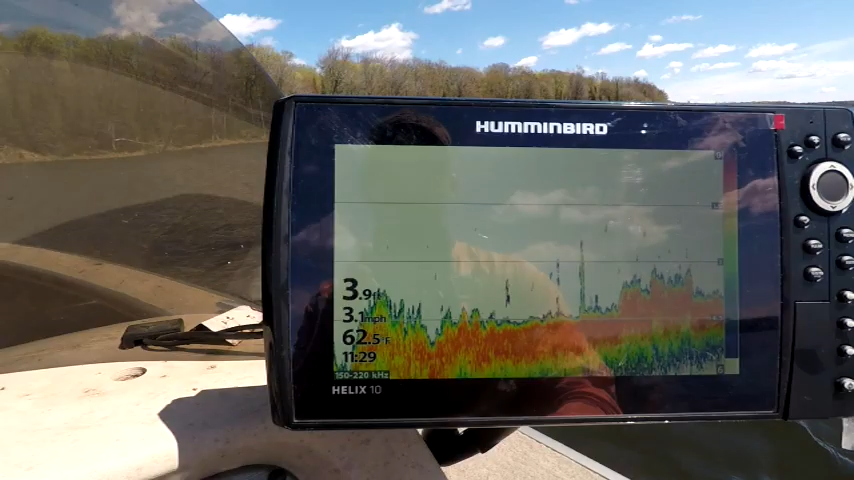 HUMMINBIRD
3.9ft
3.1mph
62.5°F
11:29
150-220 kHz
HELIX 10